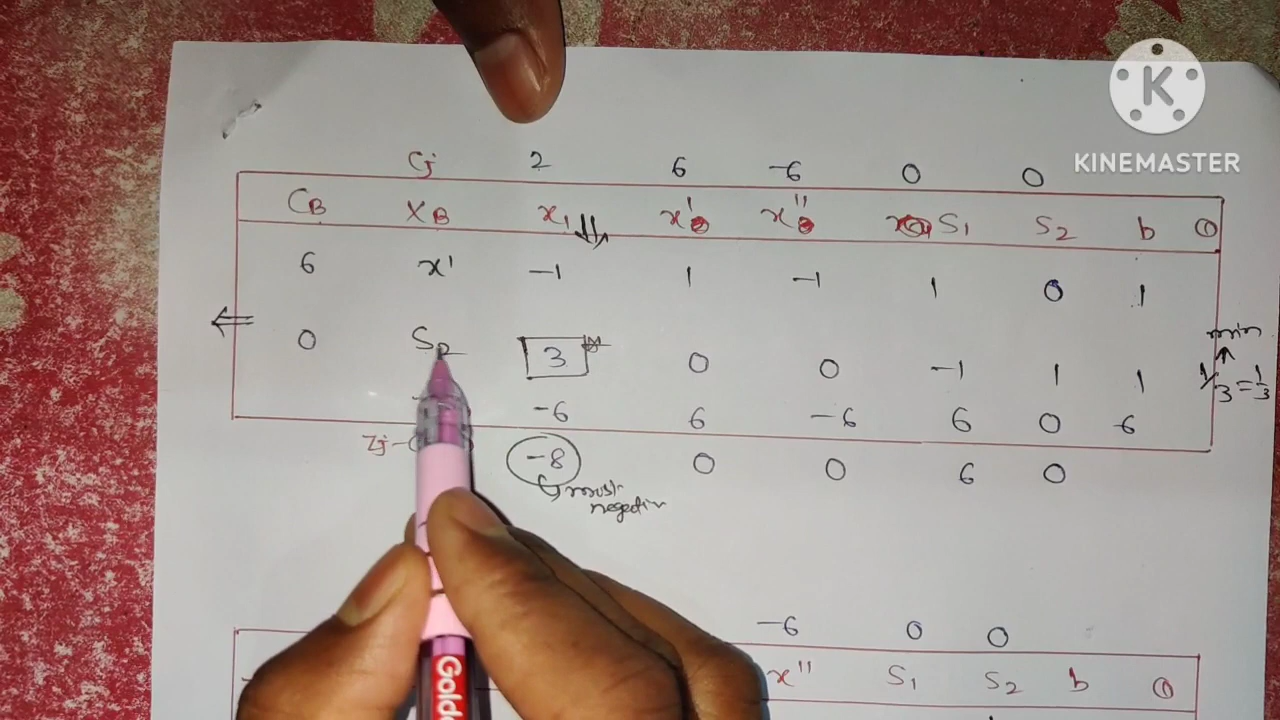 K
KINEMASTER
Cj 2 6 -6 0 0
CB XB x1 x' x'' S1 S2 b
6 x' -1 1 -1 1 0 1
min
0 S2 3 0 0 -1 1 1 1/3 = 1/3
-6 6 -6 6 0 6
Zj- -8 0 0 6 0
most
negative
-6 0 0
x'' S1 S2 b
Golde